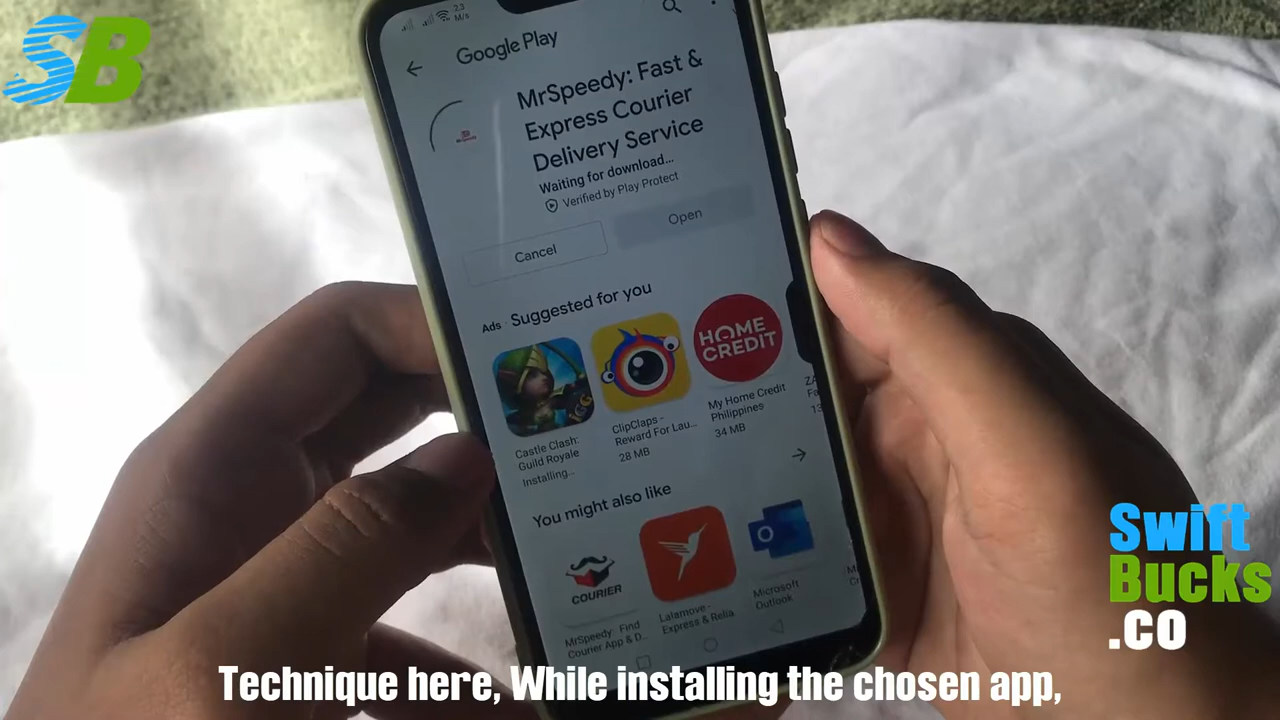 SB
2.3
M/s
Google Play
MrSpeedy: Fast &
Express Courier
Delivery Service
Waiting for download...
Verified by Play Protect
Cancel
Open
Ads · Suggested for you
HOME
CREDIT
Castle Clash:
Guild Royale
Installing...
ClipClaps -
Reward For Lau...
28 MB
My Home Credit
Philippines
34 MB
You might also like
COURIER
MrSpeedy: Find
Courier App & D...
Lalamove -
Express & Relia
Microsoft
Outlook
Swift
Bucks
.co
Technique here, While installing the chosen app,